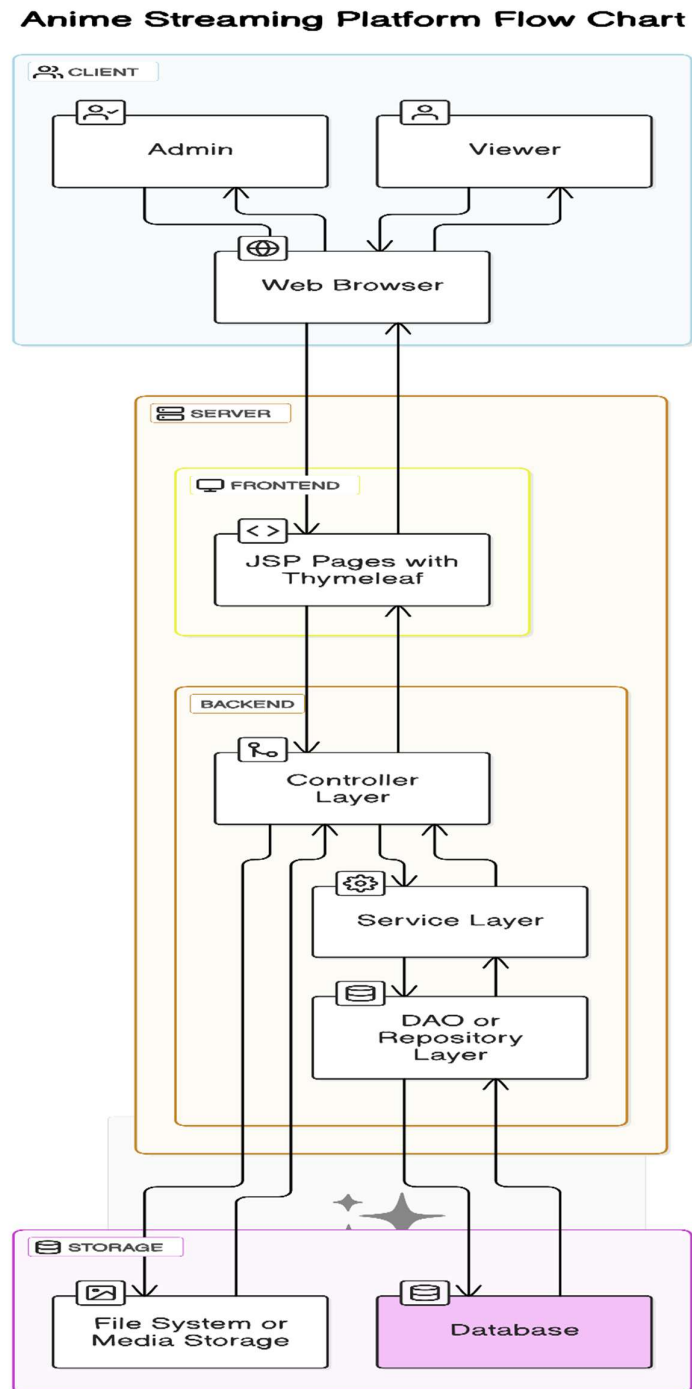 Anime Streaming Platform Flow Chart
CLIENT
Admin
Viewer
Web Browser
SERVER
FRONTEND
JSP Pages with
Thymeleaf
BACKEND
Controller
Layer
Service Layer
DAO or
Repository
Layer
STORAGE
File System or
Media Storage
Database